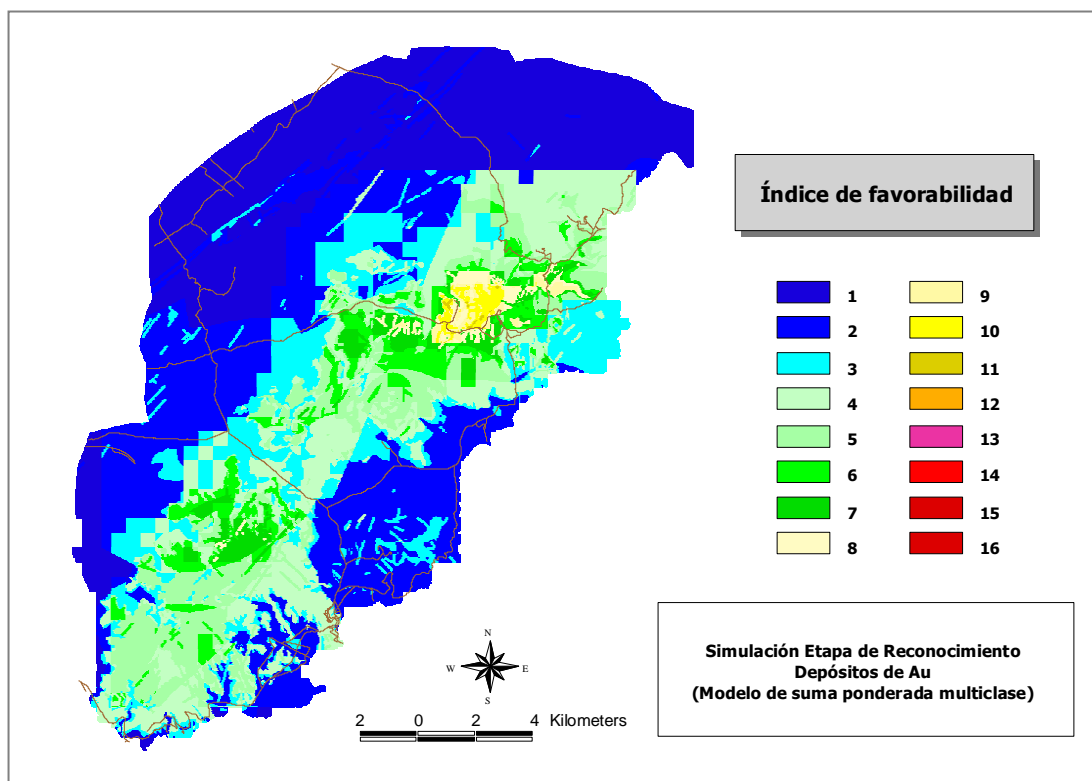 Índice de favorabilidad
1
2
3
4
5
6
7
8
9
10
11
12
13
14
15
16
N
W
E
S
2 0 2 4 Kilometers
Simulación Etapa de Reconocimiento
Depósitos de Au
(Modelo de suma ponderada multiclase)